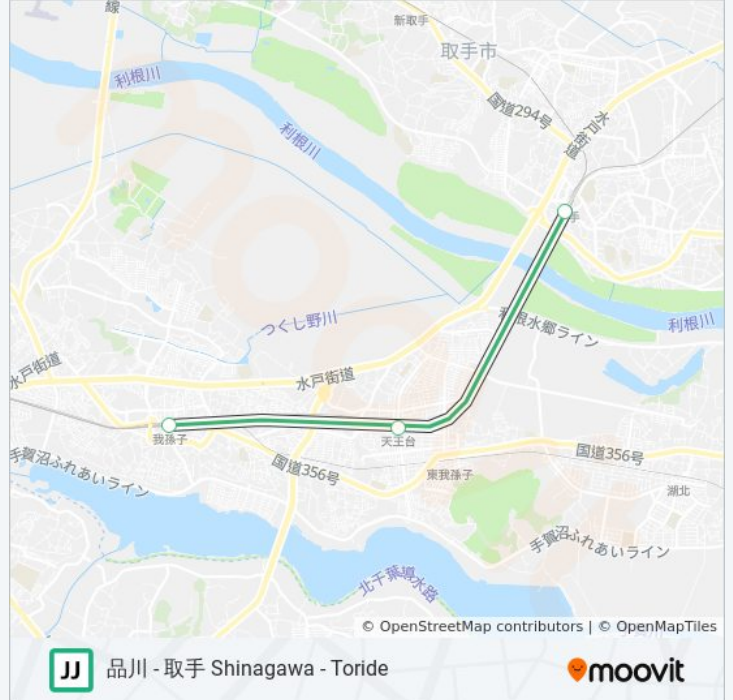 線
新取手
取手市
利根川
国道294号
水戸街道
利根川
手
つくし野川
利根水郷ライン
利根川
水戸街道
水戸街道
我孫子
天王台
国道356号
手賀沼ふれあいライン
国道356号
東我孫子
湖北
手賀沼ふれあいライン
北千葉導水路
© OpenStreetMap contributors | © OpenMapTiles
JJ 品川 - 取手 Shinagawa - Toride
moovit